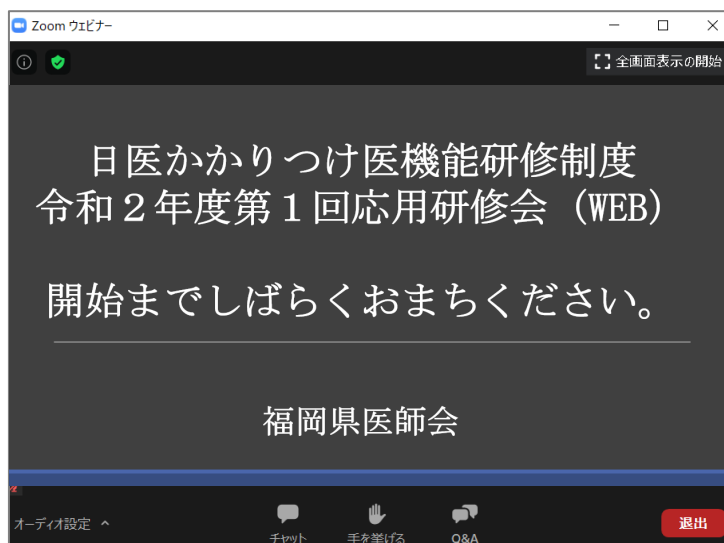 Zoom ウェビナー
全画面表示の開始
日医かかりつけ医機能研修制度
令和２年度第１回応用研修会（WEB）
開始までしばらくおまちください。
福岡県医師会
オーディオ設定
チャット
手を挙げる
Q&A
退出